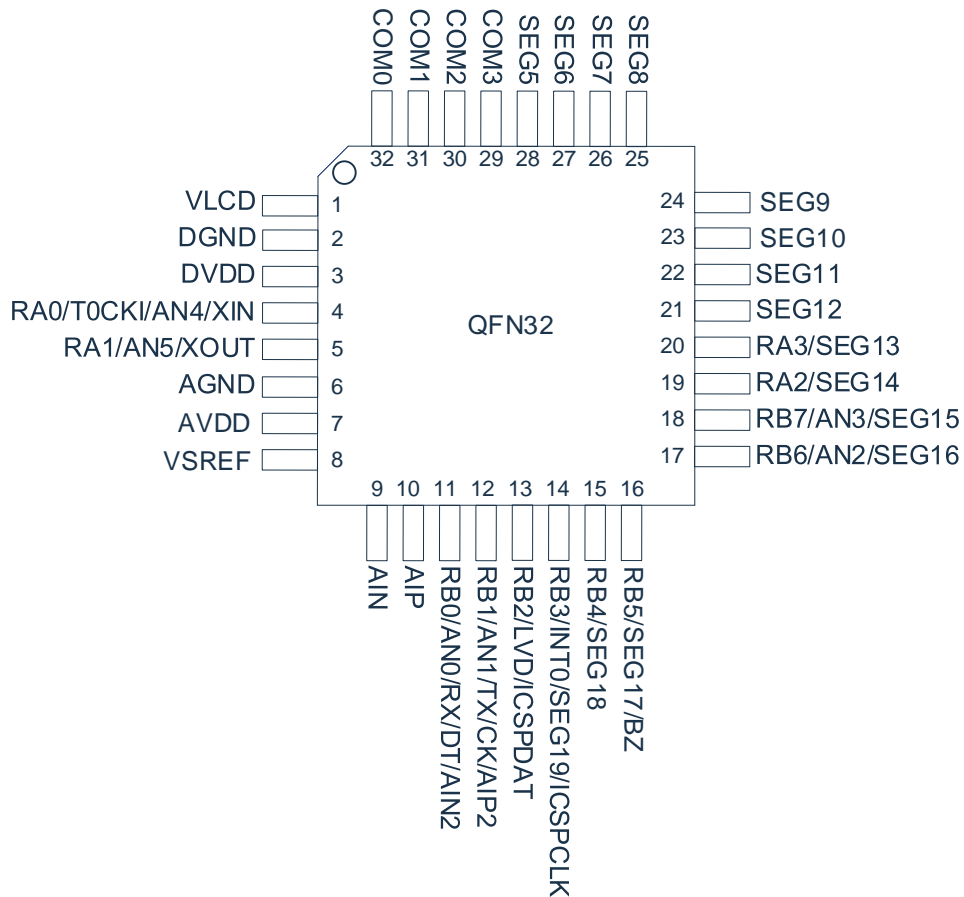 COM0
COM1
COM2
COM3
SEG5
SEG6
SEG7
SEG8
32
31
30
29
28
27
26
25
VLCD 1
DGND 2
DVDD 3
RA0/T0CKI/AN4/XIN 4
RA1/AN5/XOUT 5
AGND 6
AVDD 7
VSREF 8
QFN32
24 SEG9
23 SEG10
22 SEG11
21 SEG12
20 RA3/SEG13
19 RA2/SEG14
18 RB7/AN3/SEG15
17 RB6/AN2/SEG16
9
10
11
12
13
14
15
16
AIN
AIP
RB0/AN0/RX/DT/AIN2
RB1/AN1/TX/CK/AIP2
RB2/LVD/ICSPDAT
RB3/INT0/SEG19/ICSPCLK
RB4/SEG18
RB5/SEG17/BZ